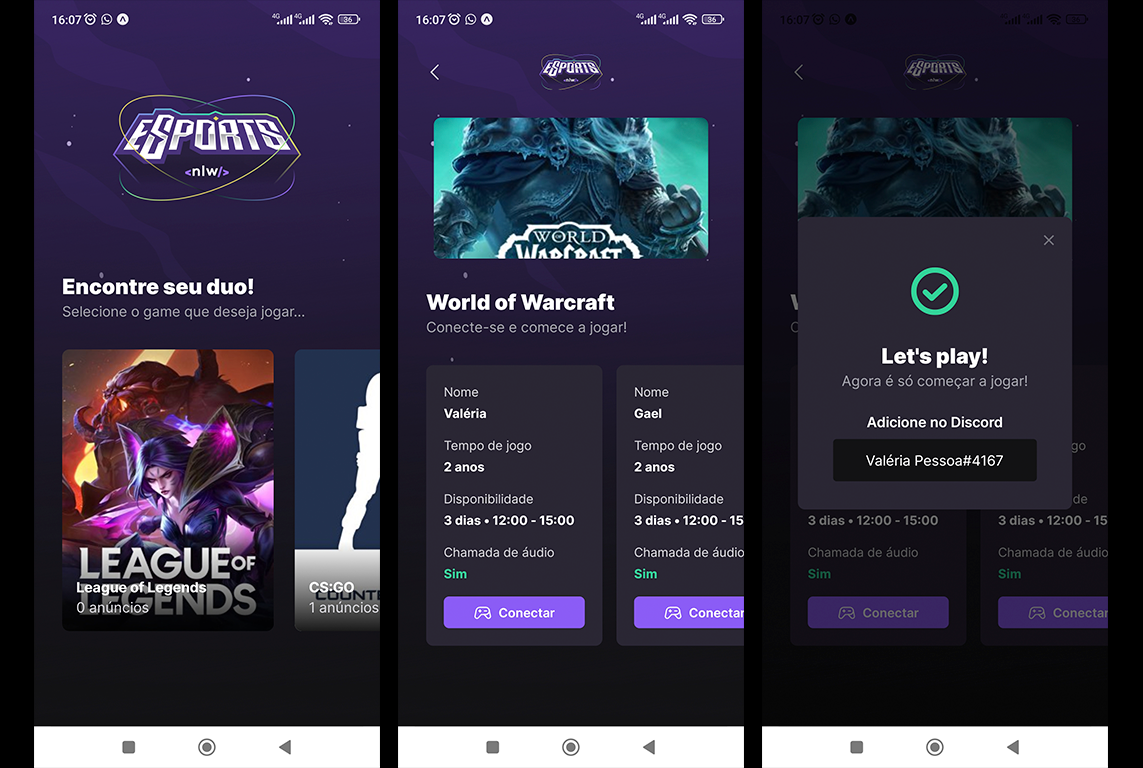 16:07
4G
4G
36
ESPORTS
<nlw/>
Encontre seu duo!
Selecione o game que deseja jogar...
LEAGUE OF
LEGENDS
League of Legends
0 anúncios
COUNTE
CS:GO
1 anúncios
16:07
4G
4G
36
ESPORTS
<nlw/>
WORLD
OF
WARCRAFT
World of Warcraft
Conecte-se e comece a jogar!
Nome
Valéria
Tempo de jogo
2 anos
Disponibilidade
3 dias • 12:00 - 15:00
Chamada de áudio
Sim
Conectar
Nome
Gael
Tempo de jogo
2 anos
Disponibilidade
3 dias • 12:00 - 15
Chamada de áudio
Sim
Conectar
16:07
36
ESPORTS
<nlw/>
Let's play!
Agora é só começar a jogar!
Adicione no Discord
Valéria Pessoa#4167
go
de
3 dias • 12:00 - 15:00
Chamada de áudio
Sim
Conectar
3 dias • 12:00 - 15
Chamada de áudio
Sim
Conectar